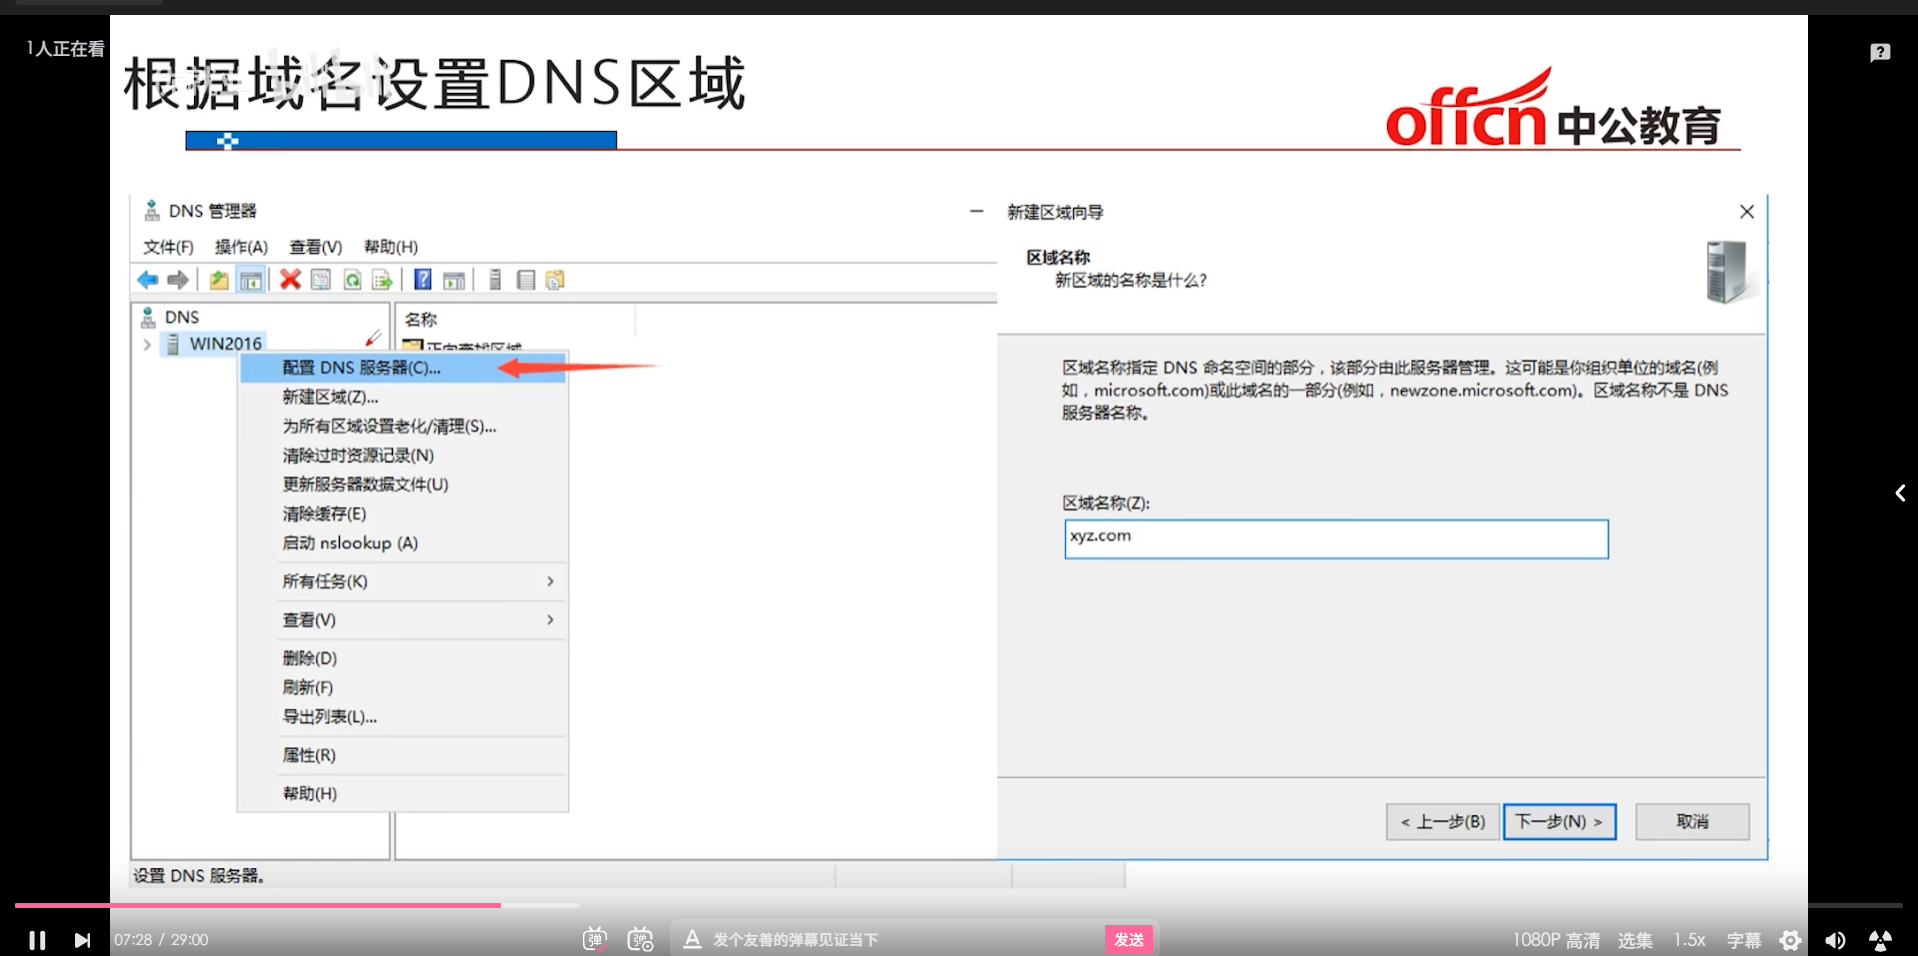 1人正在看
根据域名设置DNS区域
offcn 中公教育
DNS 管理器
文件(F) 操作(A) 查看(V) 帮助(H)
DNS
WIN2016
名称
正向查找区域
配置 DNS 服务器(C)...
新建区域(Z)...
为所有区域设置老化/清理(S)...
清除过时资源记录(N)
更新服务器数据文件(U)
清除缓存(E)
启动 nslookup (A)
所有任务(K)
查看(V)
删除(D)
刷新(F)
导出列表(L)...
属性(R)
帮助(H)
设置 DNS 服务器。
新建区域向导
区域名称
新区域的名称是什么?
区域名称指定 DNS 命名空间的部分，该部分由此服务器管理。这可能是你组织单位的域名(例
如，microsoft.com)或此域名的一部分(例如，newzone.microsoft.com)。区域名称不是 DNS
服务器名称。
区域名称(Z):
xyz.com
< 上一步(B) 下一步(N) > 取消
07:28 / 29:00
弹 弹 A 发个友善的弹幕见证当下 发送
1080P 高清 选集 1.5x 字幕